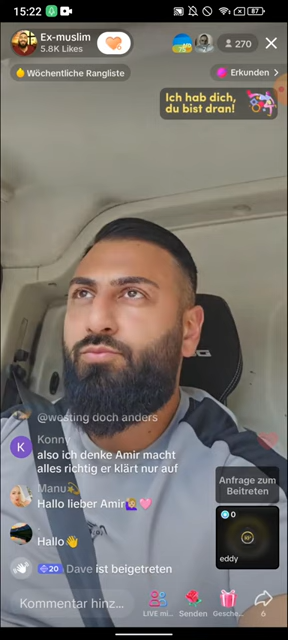 15:22
87
Ex-muslim
5.8K Likes
270
Wöchentliche Rangliste
Erkunden >
Ich hab dich,
du bist dran!
@westing doch anders
K
Konny
also ich denke Amir macht
alles richtig er klärt nur auf
Manu
Hallo lieber Amir🙋‍♀️🩷
Hallo👋
20 Dave ist beigetreten
Anfrage zum
Beitreten
0
eddy
Kommentar hinz...
LIVE mi...
Senden
Gesche...
6